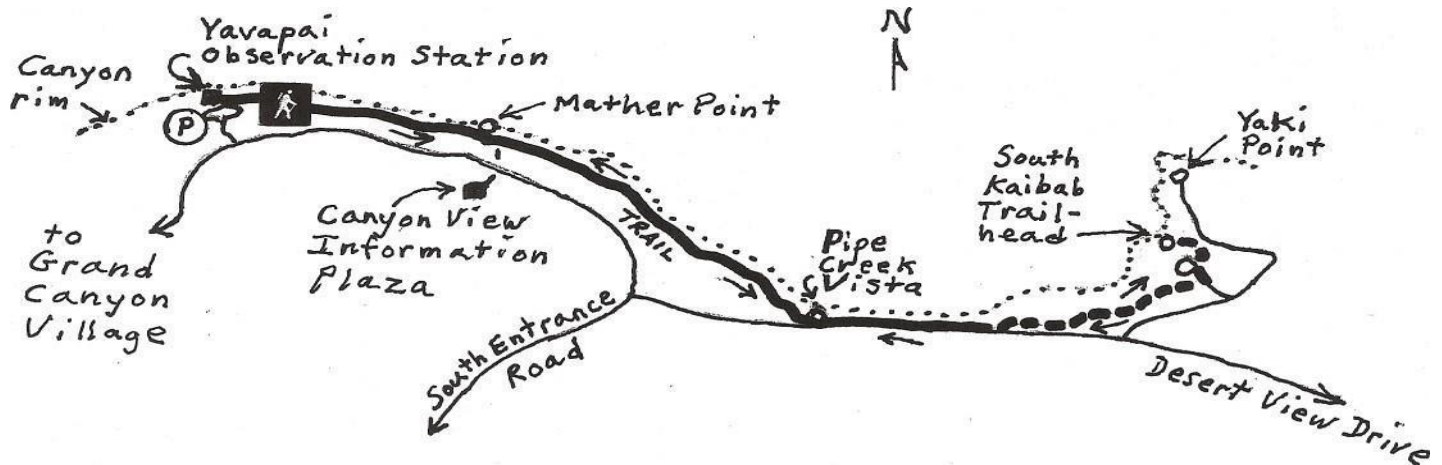 Yavapai
Observation Station
Canyon
rim
P
N
Mather Point
Yaki
Point
South
Kaibab
Trail-
head
Canyon View
Information
Plaza
TRAIL
Pipe
Creek
Vista
to
Grand
Canyon
Village
South Entrance
Road
Desert View Drive